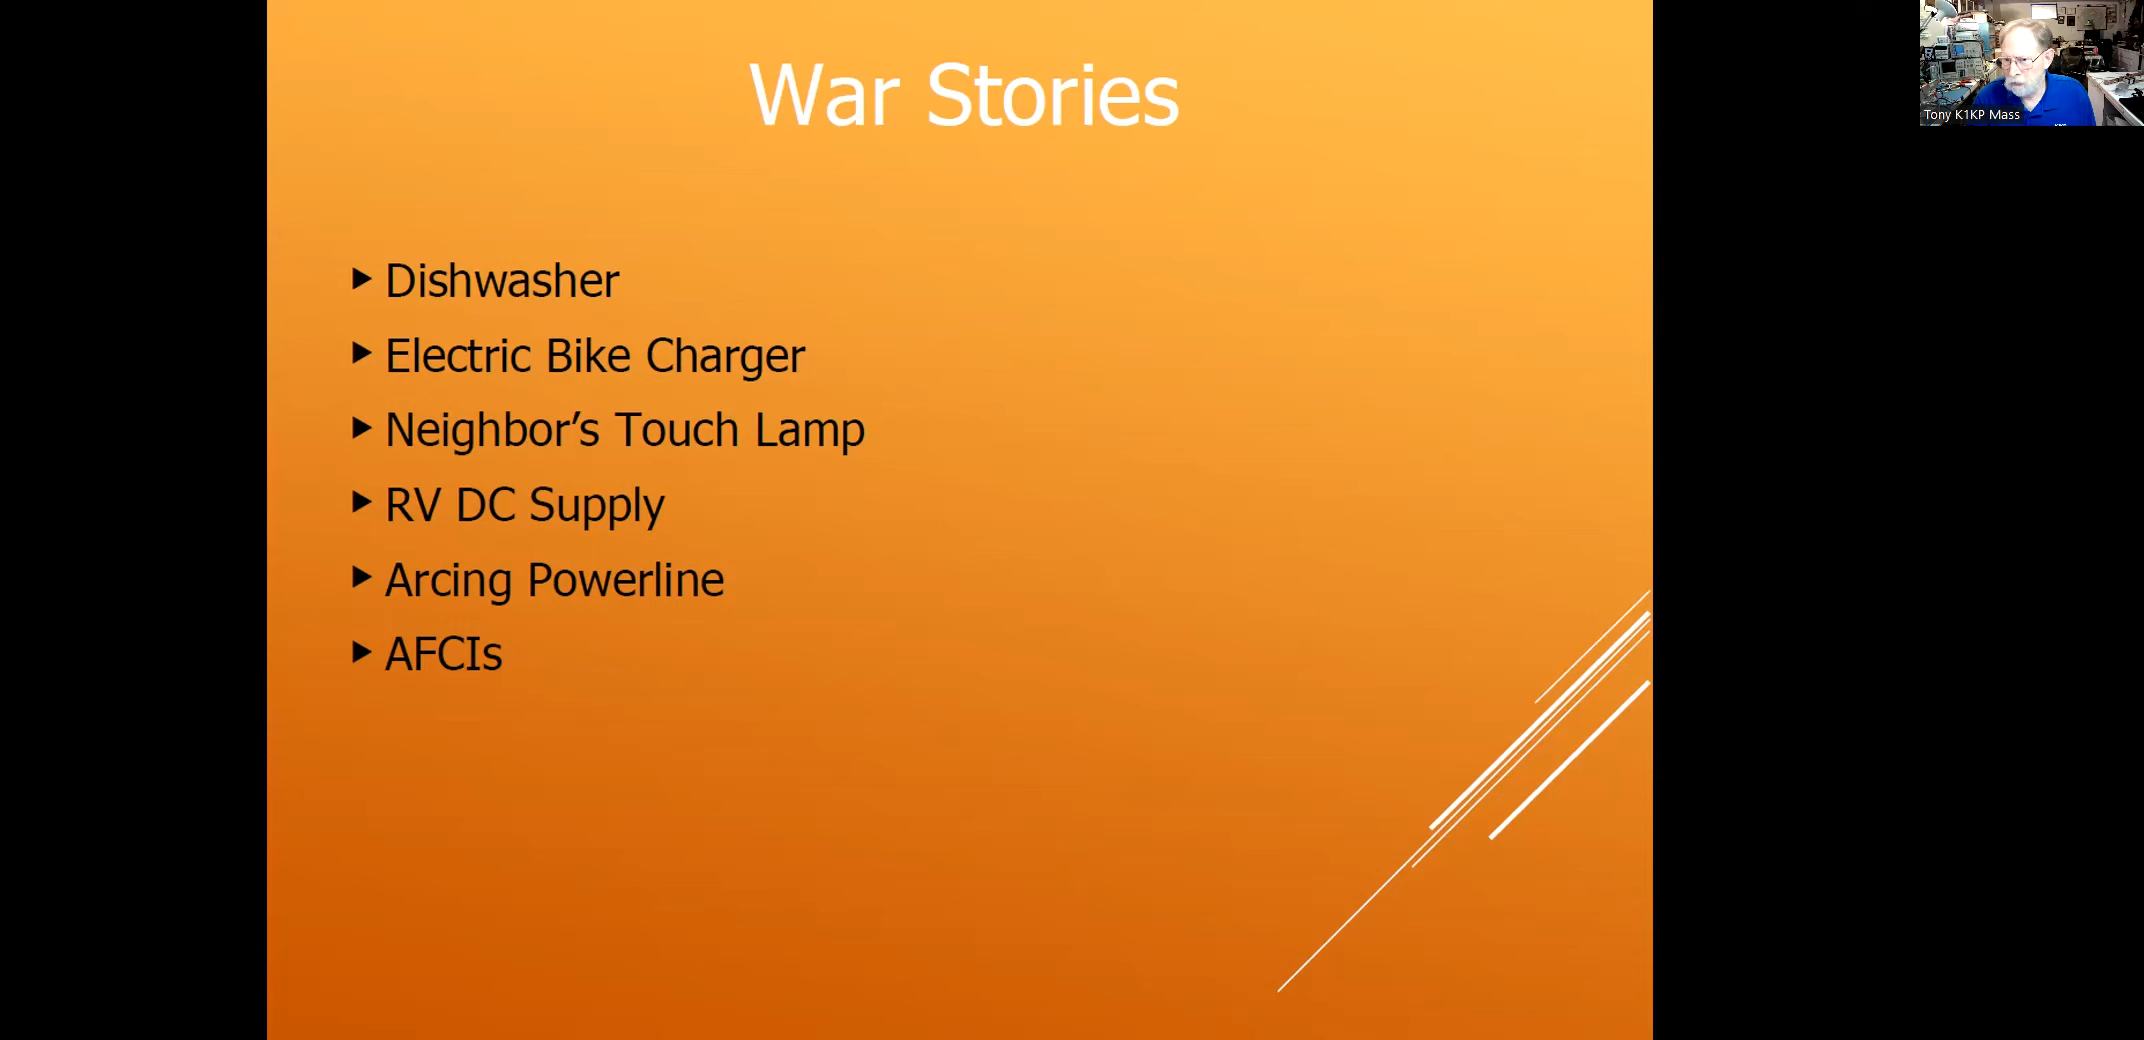 War Stories
Tony K1KP Mass
Dishwasher
Electric Bike Charger
Neighbor’s Touch Lamp
RV DC Supply
Arcing Powerline
AFCIs